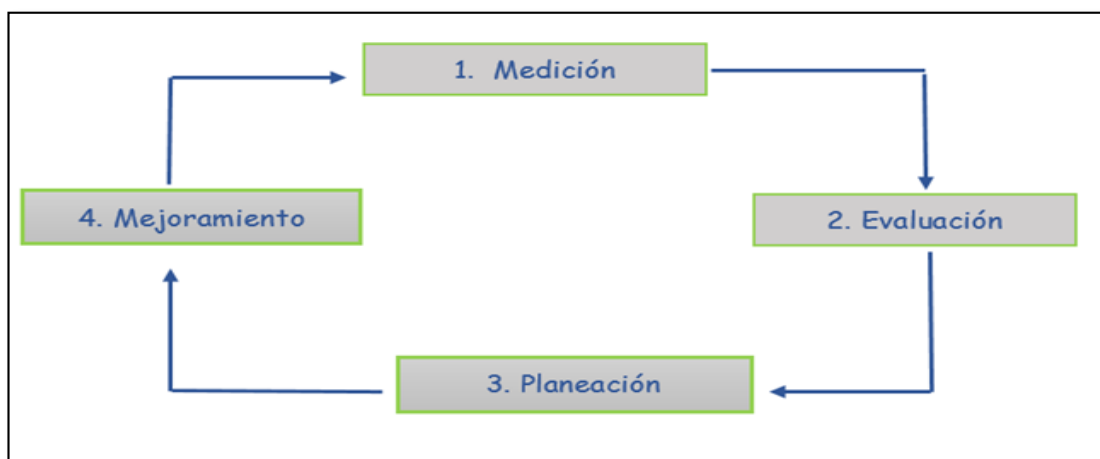 1. Medición
2. Evaluación
3. Planeación
4. Mejoramiento